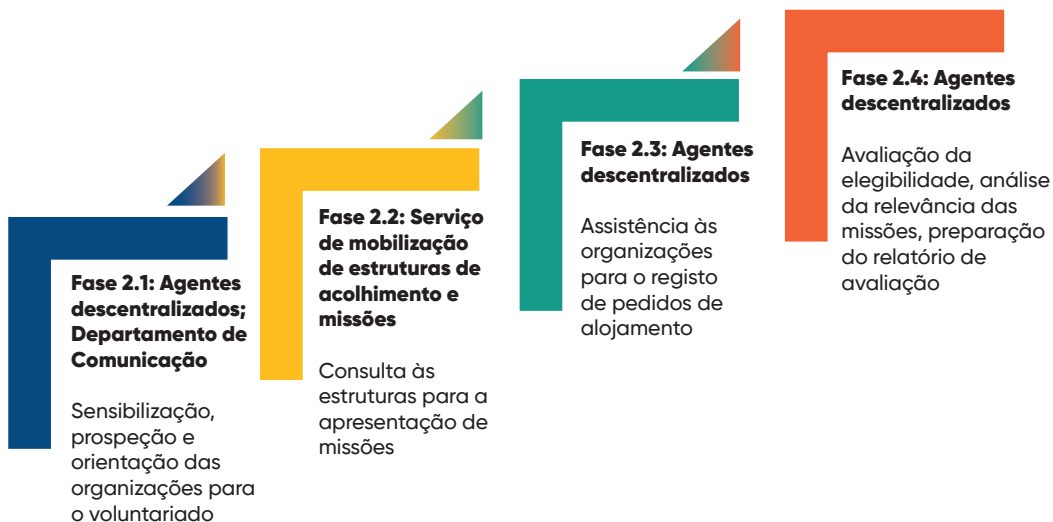 Fase 2.1: Agentes
descentralizados;
Departamento de
Comunicação
Sensibilização,
prospeção e
orientação das
organizações para
o voluntariado
Fase 2.2: Serviço
de mobilização
de estruturas de
acolhimento e
missões
Consulta às
estruturas para a
apresentação de
missões
Fase 2.3: Agentes
descentralizados
Assistência às
organizações
para o registo
de pedidos de
alojamento
Fase 2.4: Agentes
descentralizados
Avaliação da
elegibilidade, análise
da relevância das
missões, preparação
do relatório de
avaliação